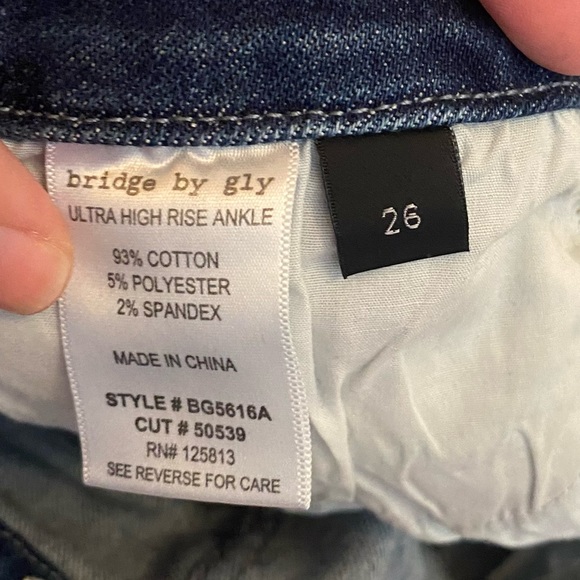 bridge by gly
ULTRA HIGH RISE ANKLE
93% COTTON
5% POLYESTER
2% SPANDEX
MADE IN CHINA
STYLE # BG5616A
CUT # 50539
RN# 125813
SEE REVERSE FOR CARE
26